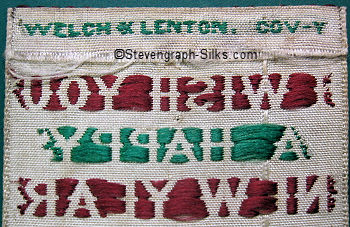 WELCH & LENTON. COV-Y
© Stevengraph-Silks.com
I WISH YOU
A HAPPY
NEW YEAR